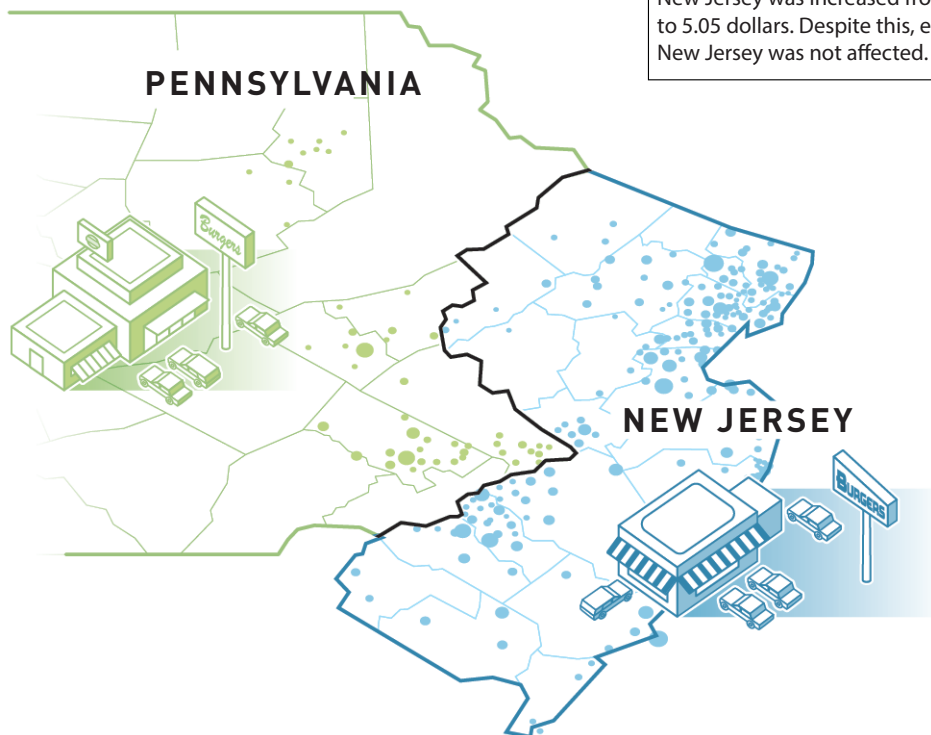 New Jersey was increased
to 5.05 dollars. Despite this,
New Jersey was not affected.
PENNSYLVANIA
Burgers
NEW JERSEY
BURGERS